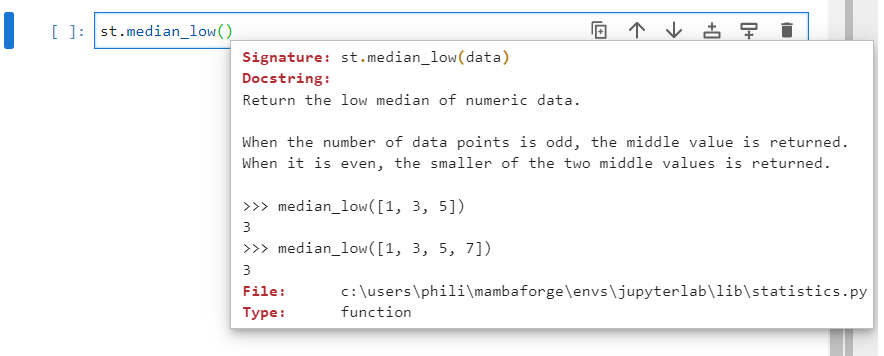 [ ]: st.median_low()
Signature: st.median_low(data)
Docstring:
Return the low median of numeric data.
When the number of data points is odd, the middle value is returned.
When it is even, the smaller of the two middle values is returned.
>>> median_low([1, 3, 5])
3
>>> median_low([1, 3, 5, 7])
3
File: c:\users\phili\mambaforge\envs\jupyterlab\lib\statistics.py
Type: function